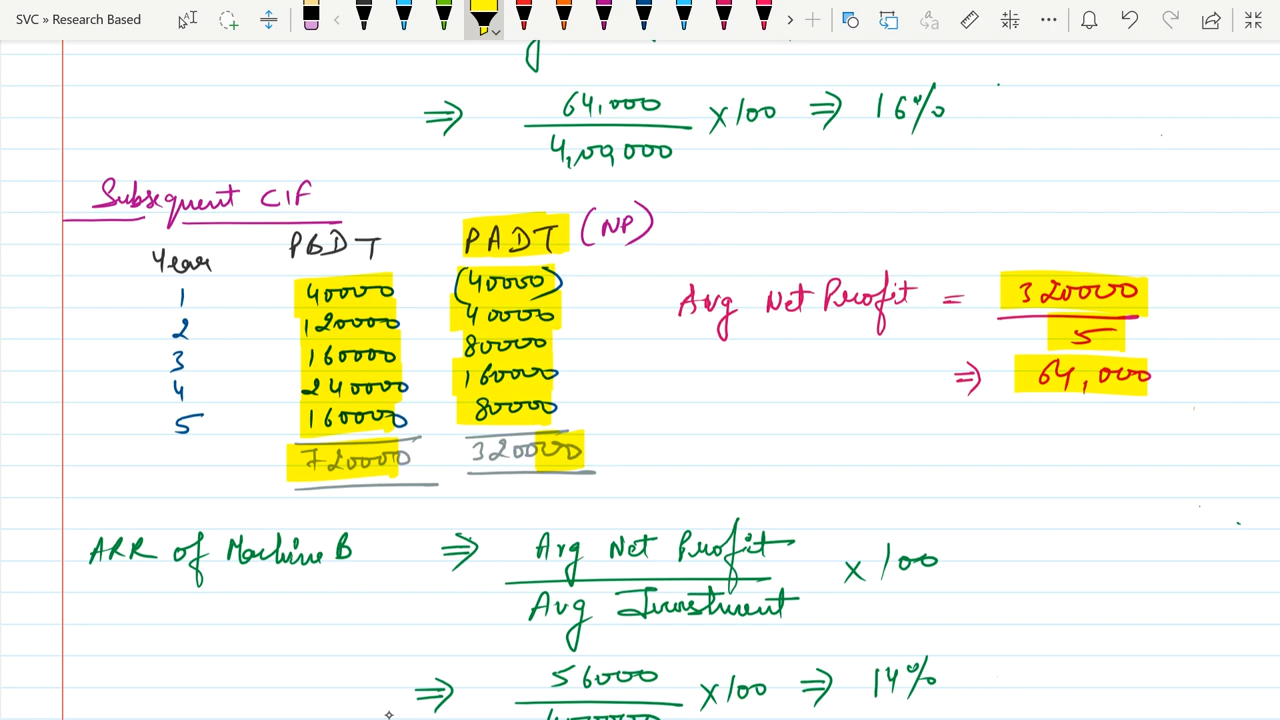 SVC » Research Based
⇒ 64,000 / 4,00,000 × 100 ⇒ 16%
Subsequent CIF
Year PBDT PADT (NP)
1 40000 (40000)
2 120000 40000
3 160000 80000
4 240000 160000
5 160000 80000
720000 320000
Avg Net Profit = 320000 / 5
⇒ 64,000
ARR of Machine B ⇒ Avg Net Profit / Avg Investment × 100
⇒ 56000 / 400000 × 100 ⇒ 14%